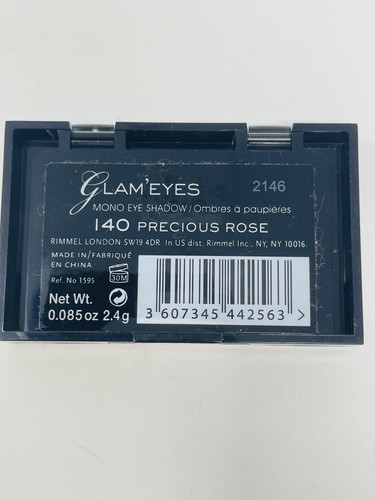 GLAM'EYES 2146
MONO EYE SHADOW/Ombres à paupières
140 PRECIOUS ROSE
RIMMEL LONDON SW19 4DR In US dist. Rimmel Inc., NY, NY 10016.
MADE IN/FABRIQUÉ
EN CHINA
30M
Ref. No 1595
Net Wt.
0.085oz 2.4g
3 607345 442563 >